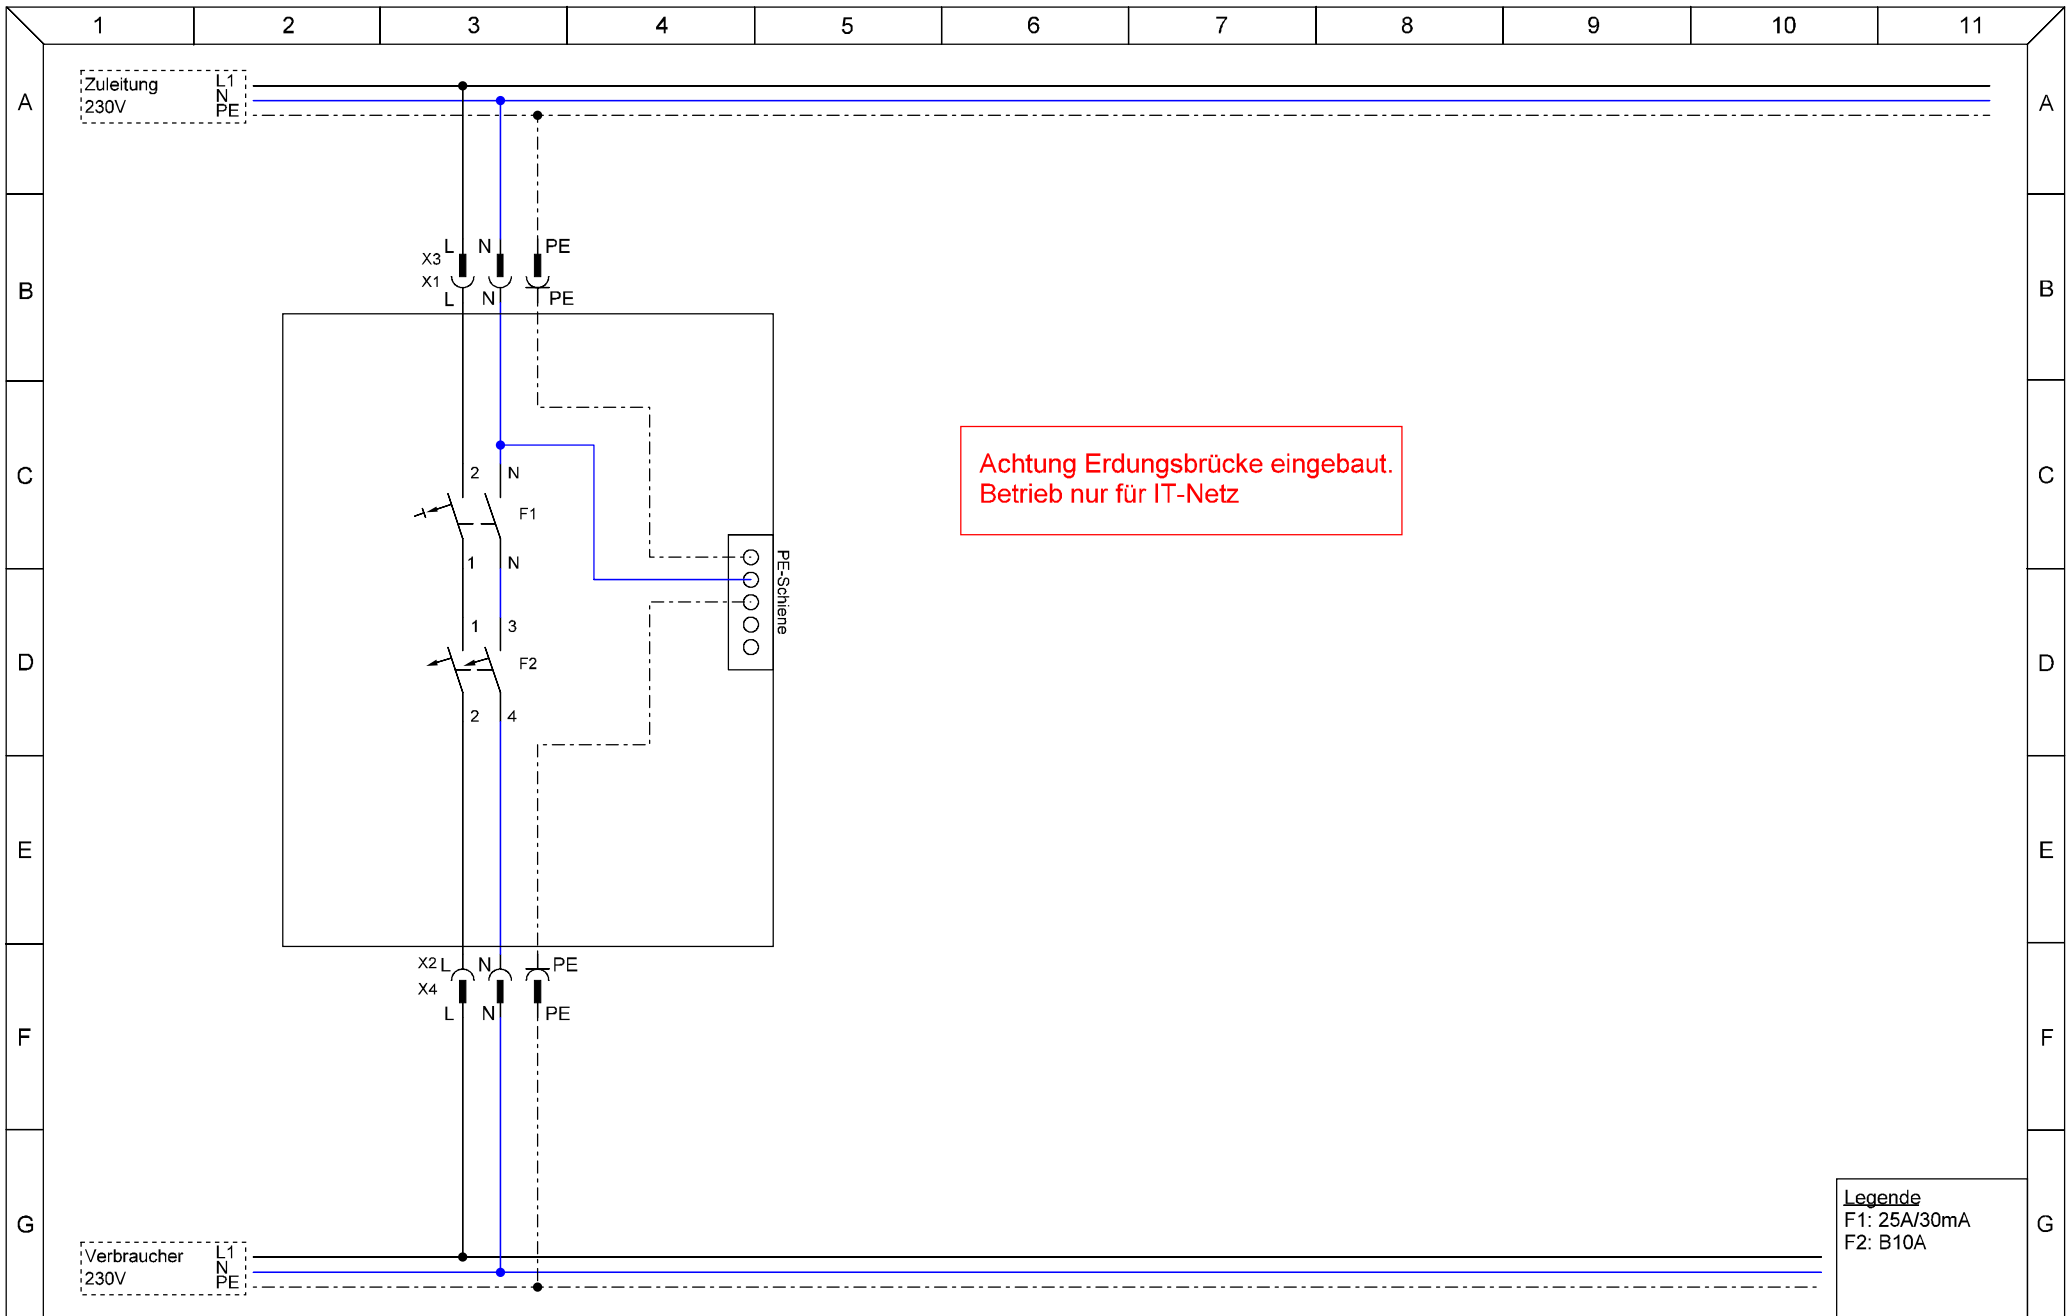 1 2 3 4 5 6 7 8 9 10 11
A A
Zuleitung L1
230V N
PE
L N PE
X3
X1
L N PE
B B
Achtung Erdungsbrücke eingebaut.
Betrieb nur für IT-Netz
C C
2 N
F1
1 N
PE-Schiene
1 3
D D
F2
2 4
E E
X2 L N PE
X4
L N PE
F F
Legende
F1: 25A/30mA
F2: B10A
G G
Verbraucher L1
230V N
PE